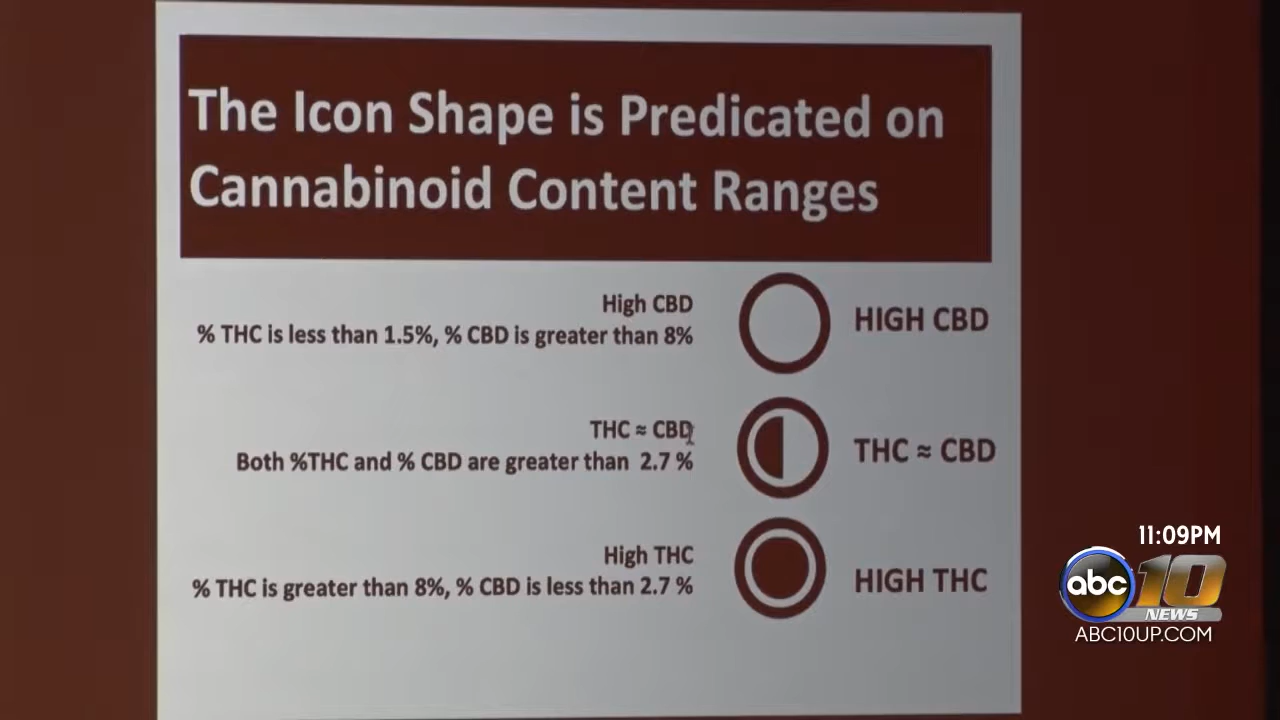 The Icon Shape is Predicated on
Cannabinoid Content Ranges
High CBD
% THC is less than 1.5%, % CBD is greater than 8%
HIGH CBD
THC ≈ CBD
Both %THC and % CBD are greater than 2.7 %
THC ≈ CBD
High THC
% THC is greater than 8%, % CBD is less than 2.7 %
HIGH THC
11:09PM
abc 10
NEWS
ABC10UP.COM